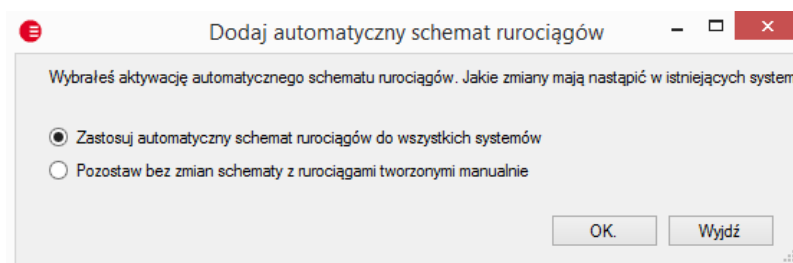 Dodaj automatyczny schemat rurociągów
Wybrałeś aktywację automatycznego schematu rurociągów. Jakie zmiany mają nastąpić w istniejących system
Zastosuj automatyczny schemat rurociągów do wszystkich systemów
Pozostaw bez zmian schematy z rurociągami tworzonymi manualnie
OK. Wyjdź